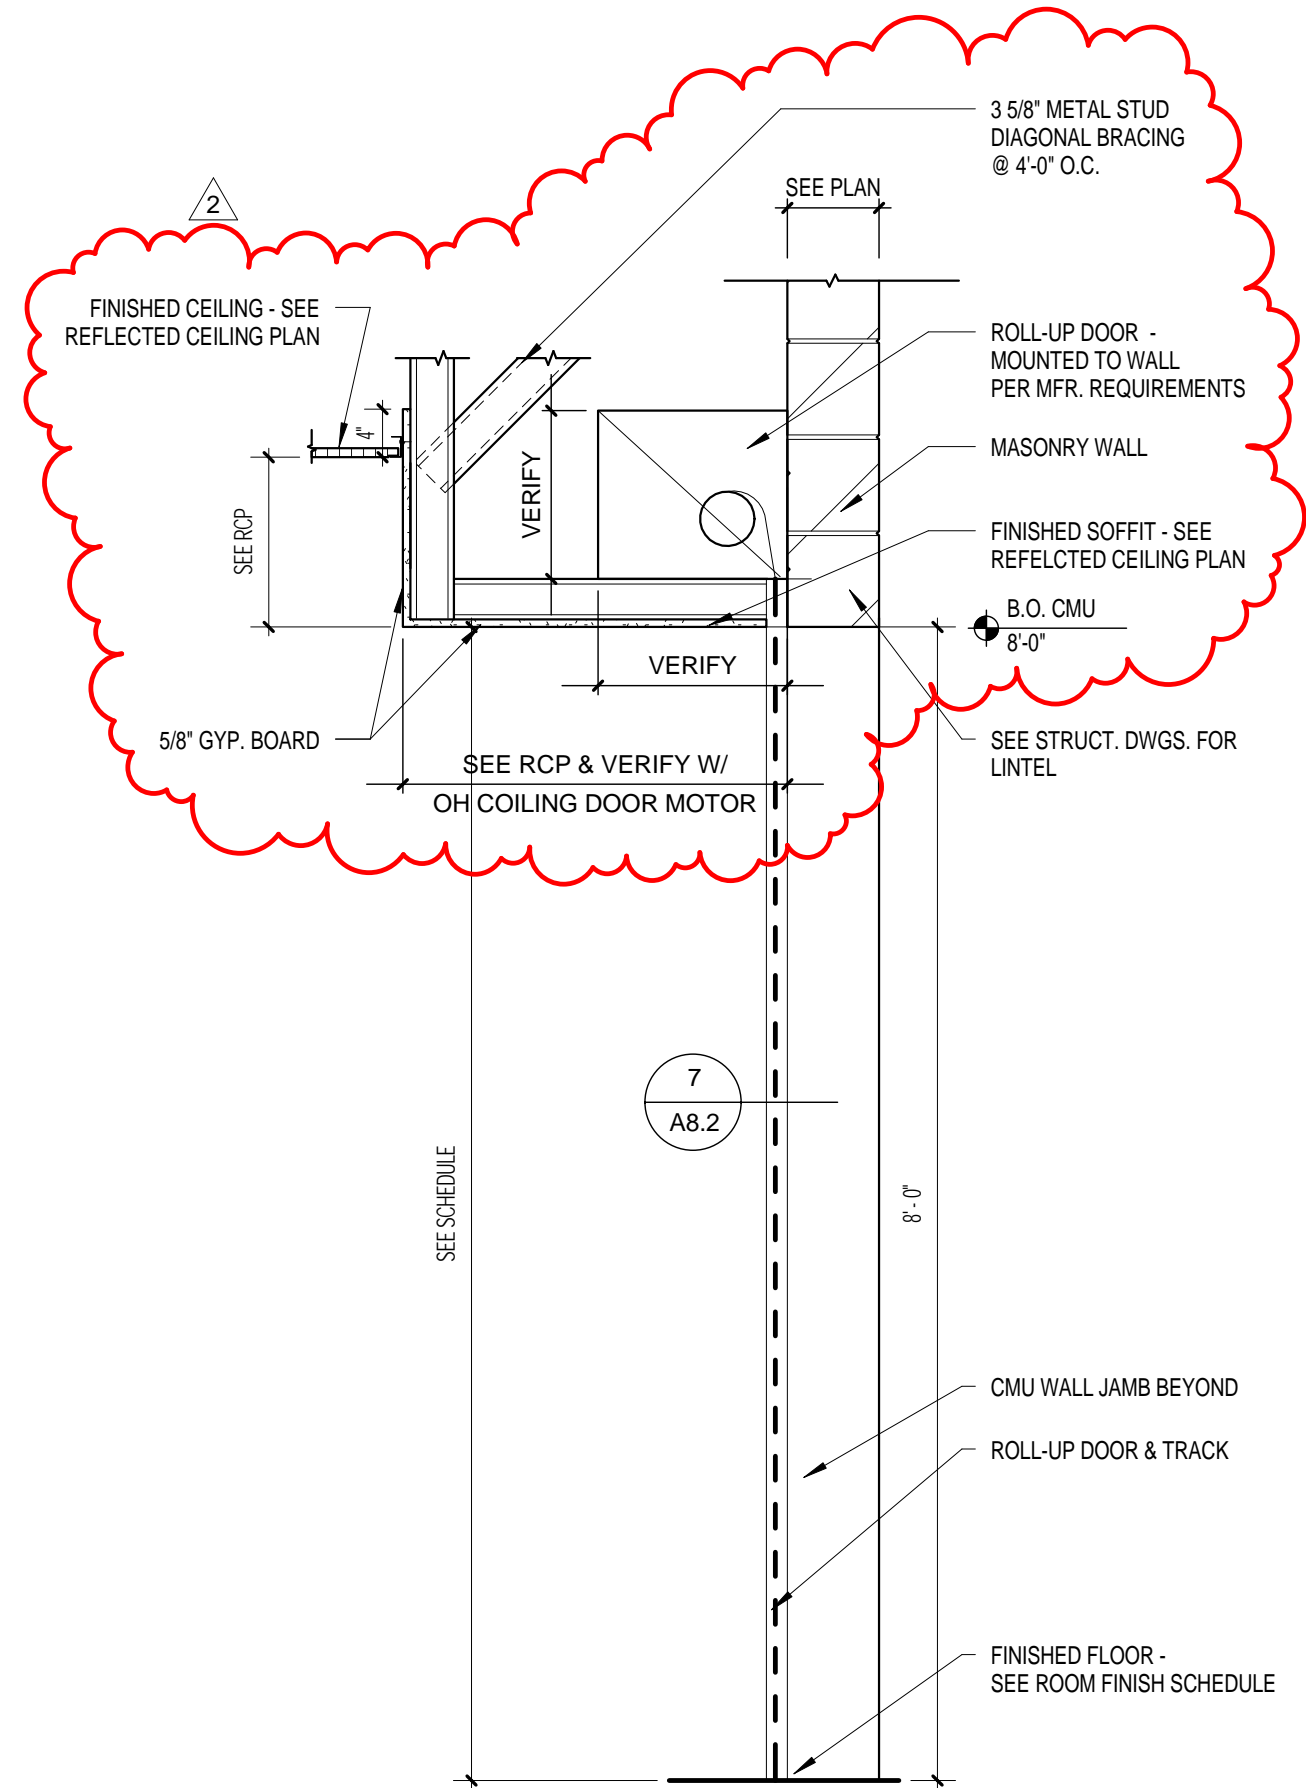 3 5/8" METAL STUD
DIAGONAL BRACING
@ 4'-0" O.C.
SEE PLAN
2
FINISHED CEILING - SEE
REFLECTED CEILING PLAN
ROLL-UP DOOR -
MOUNTED TO WALL
PER MFR. REQUIREMENTS
4"
MASONRY WALL
VERIFY
SEE RCP
FINISHED SOFFIT - SEE
REFELCTED CEILING PLAN
B.O. CMU
8'-0"
VERIFY
5/8" GYP. BOARD
SEE STRUCT. DWGS. FOR
LINTEL
SEE RCP & VERIFY W/
OH COILING DOOR MOTOR
7
A8.2
SEE SCHEDULE
8' - 0"
CMU WALL JAMB BEYOND
ROLL-UP DOOR & TRACK
FINISHED FLOOR -
SEE ROOM FINISH SCHEDULE